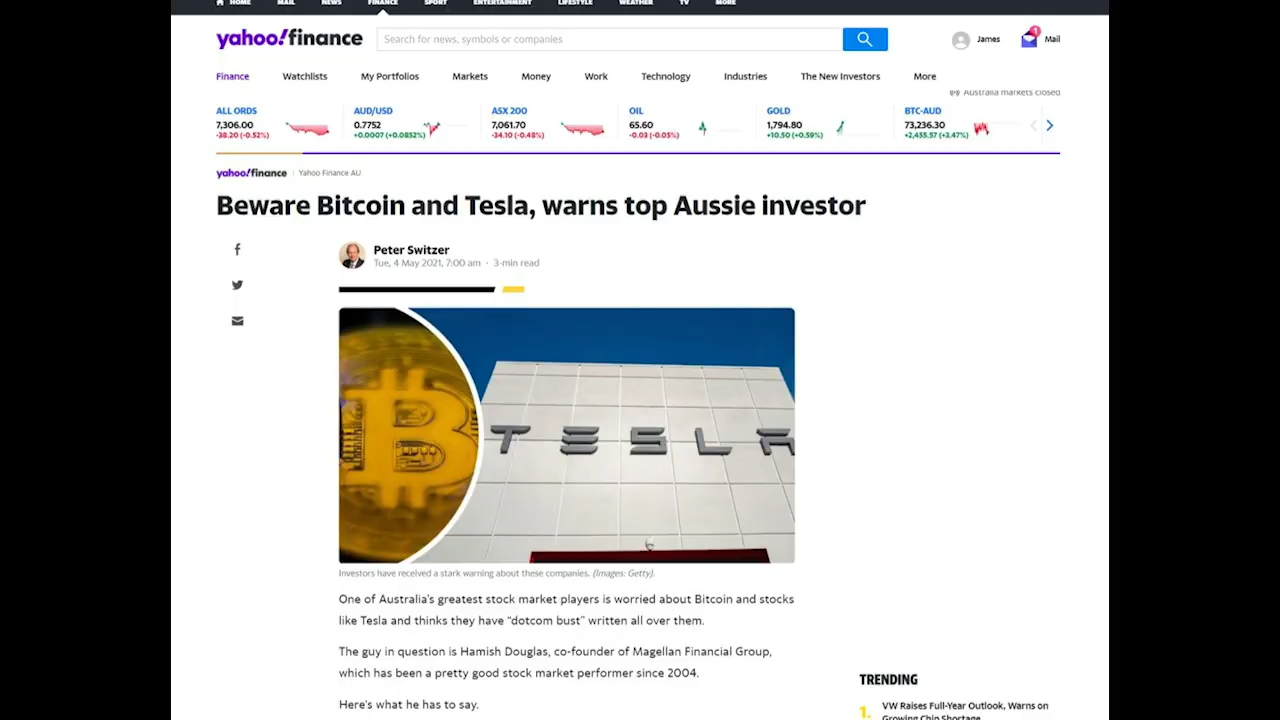 HOME MAIL NEWS FINANCE SPORT ENTERTAINMENT LIFESTYLE WEATHER TV MORE
yahoo!finance Search for news, symbols or companies James 1 Mail
Finance Watchlists My Portfolios Markets Money Work Technology Industries The New Investors More
Australia markets closed
ALL ORDS AUD/USD ASX 200 OIL GOLD BTC-AUD
7,306.00 0.7752 7,061.70 65.60 1,794.80 73,236.30
-38.20 (-0.52%) +0.0007 (+0.0852%) -34.10 (-0.48%) -0.03 (-0.05%) +10.50 (+0.59%) +2,455.57 (+3.47%)
yahoo!finance Yahoo Finance AU
Beware Bitcoin and Tesla, warns top Aussie investor
Peter Switzer
Tue, 4 May 2021, 7:00 am · 3-min read
TESLA
Investors have received a stark warning about these companies. (Images: Getty).
One of Australia's greatest stock market players is worried about Bitcoin and stocks
like Tesla and thinks they have “dotcom bust” written all over them.
The guy in question is Hamish Douglas, co-founder of Magellan Financial Group,
which has been a pretty good stock market performer since 2004.
Here's what he has to say.
TRENDING
1. VW Raises Full-Year Outlook, Warns on
Growing Chip Shortage